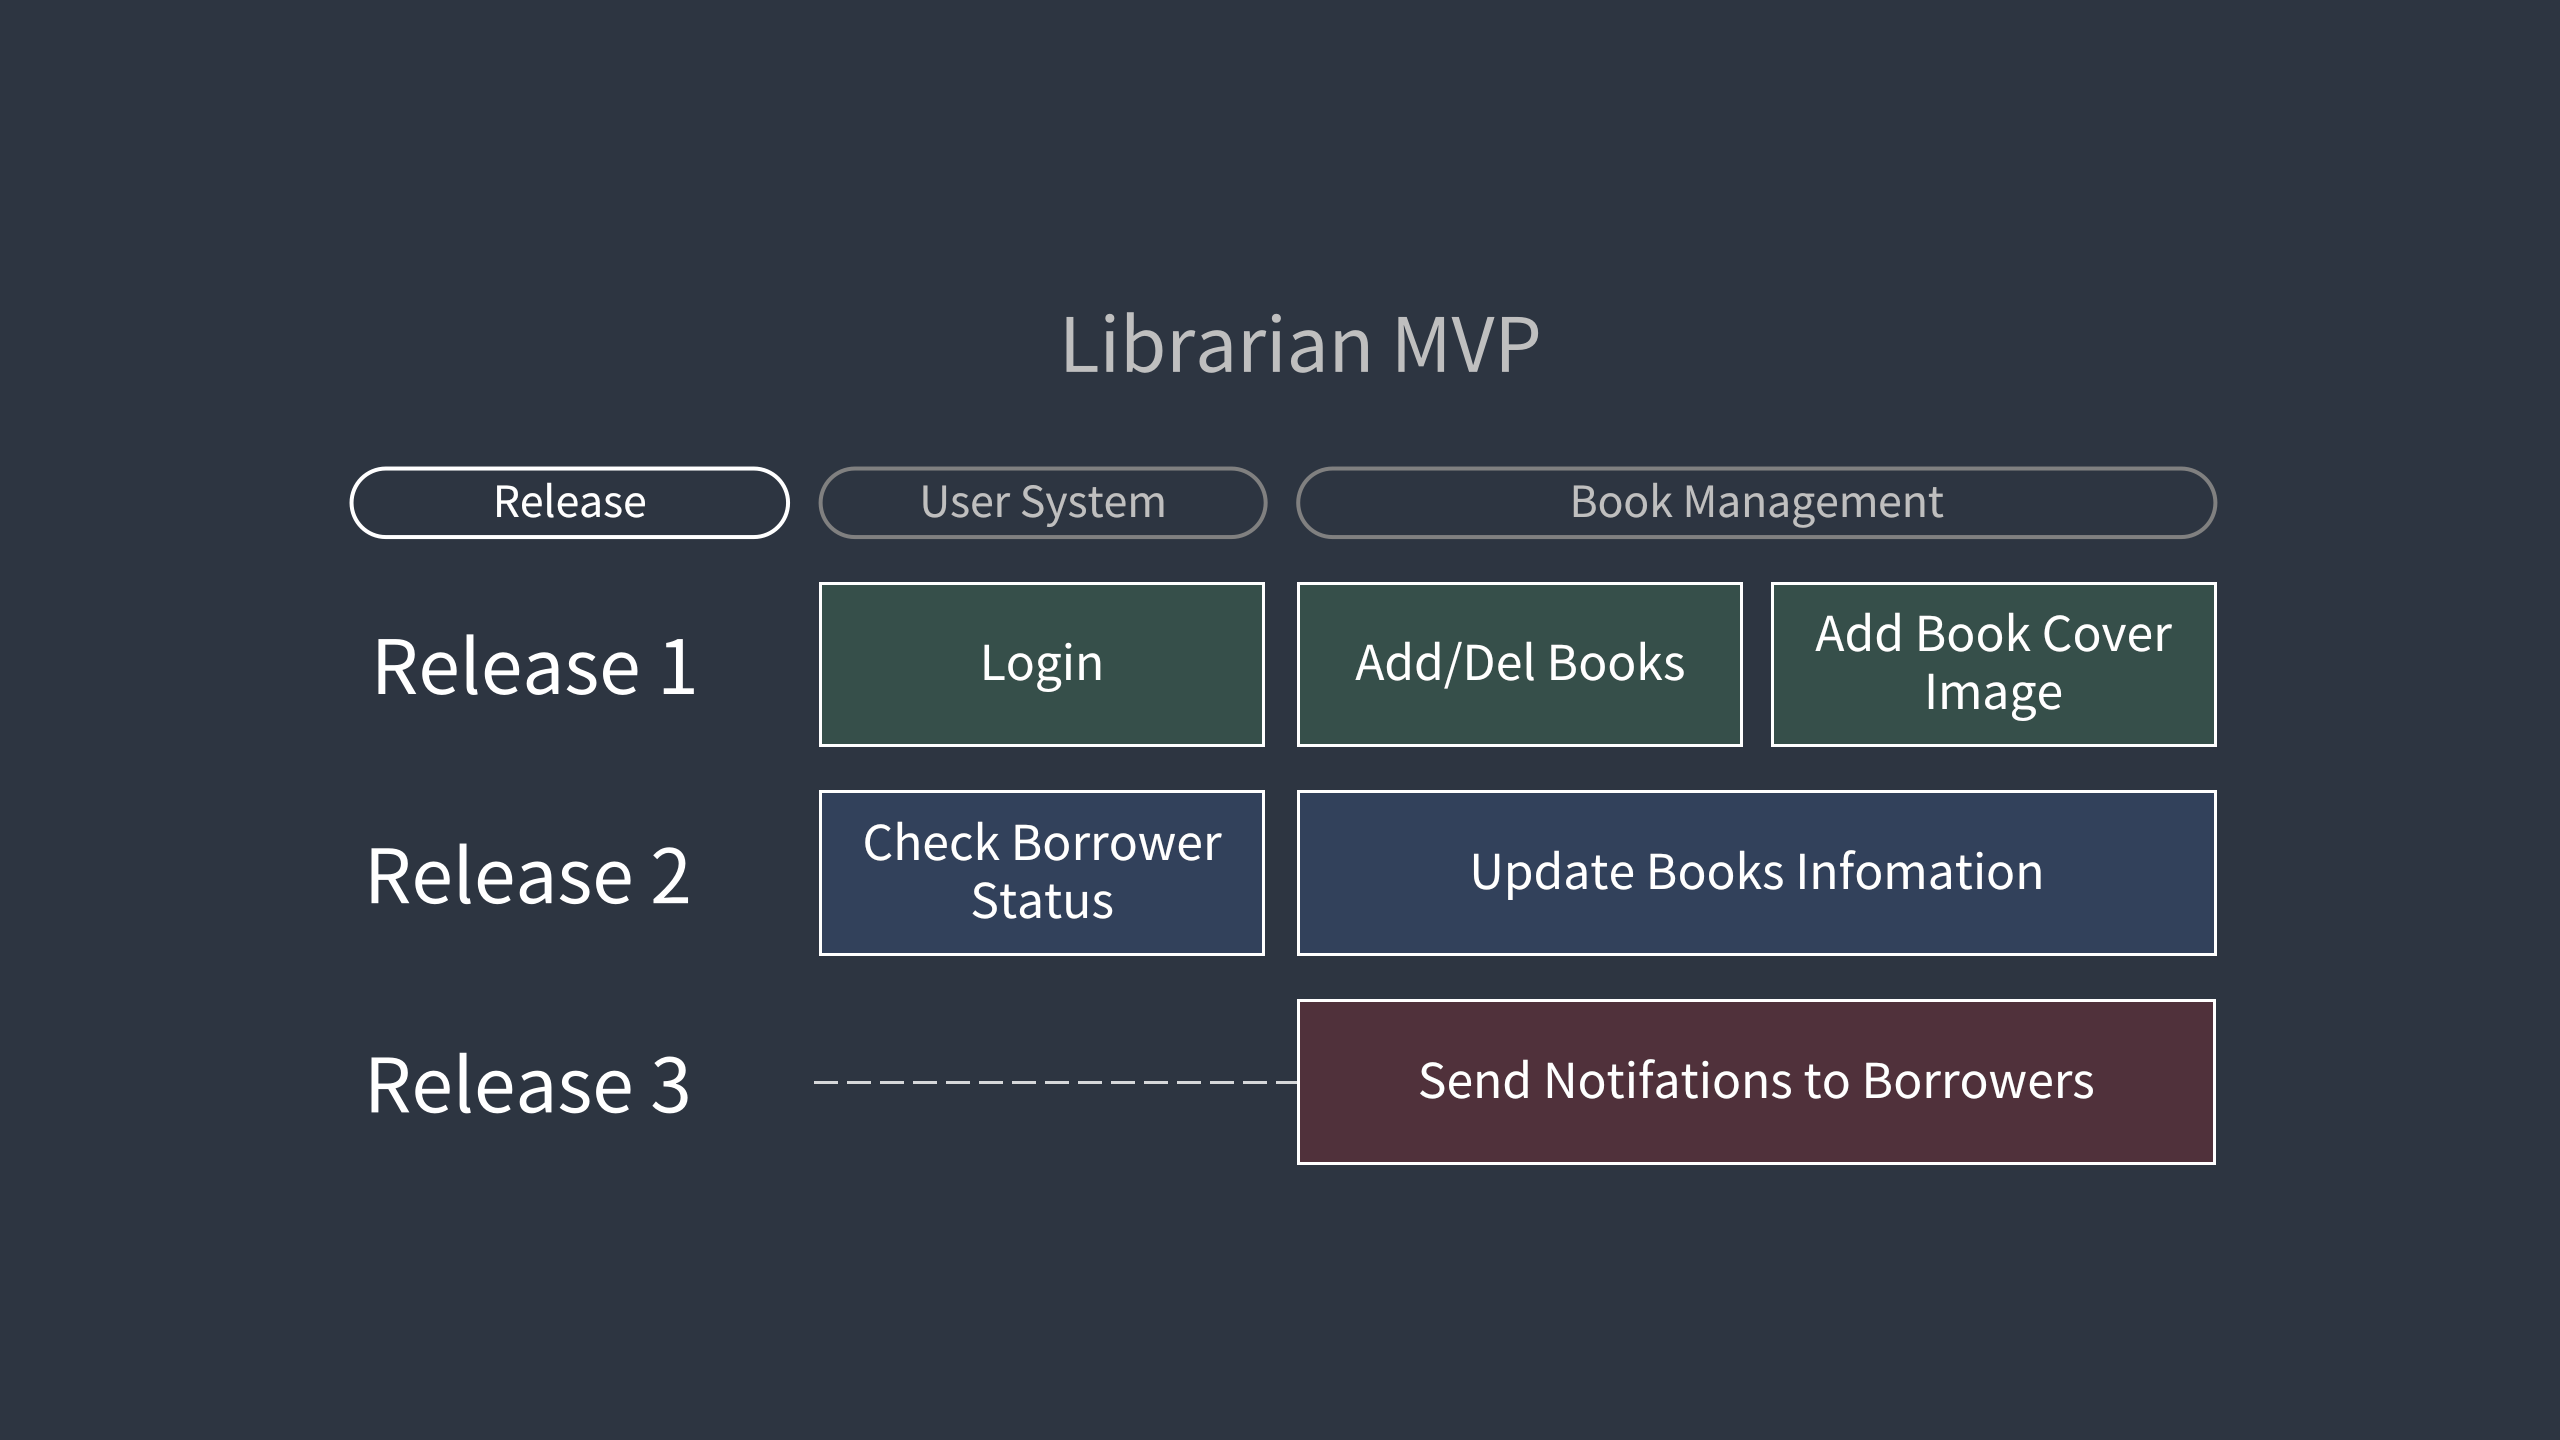 Librarian MVP
Release
User System
Book Management
Release 1
Login
Add/Del Books
Add Book Cover
Image
Release 2
Check Borrower
Status
Update Books Infomation
Release 3
Send Notifations to Borrowers